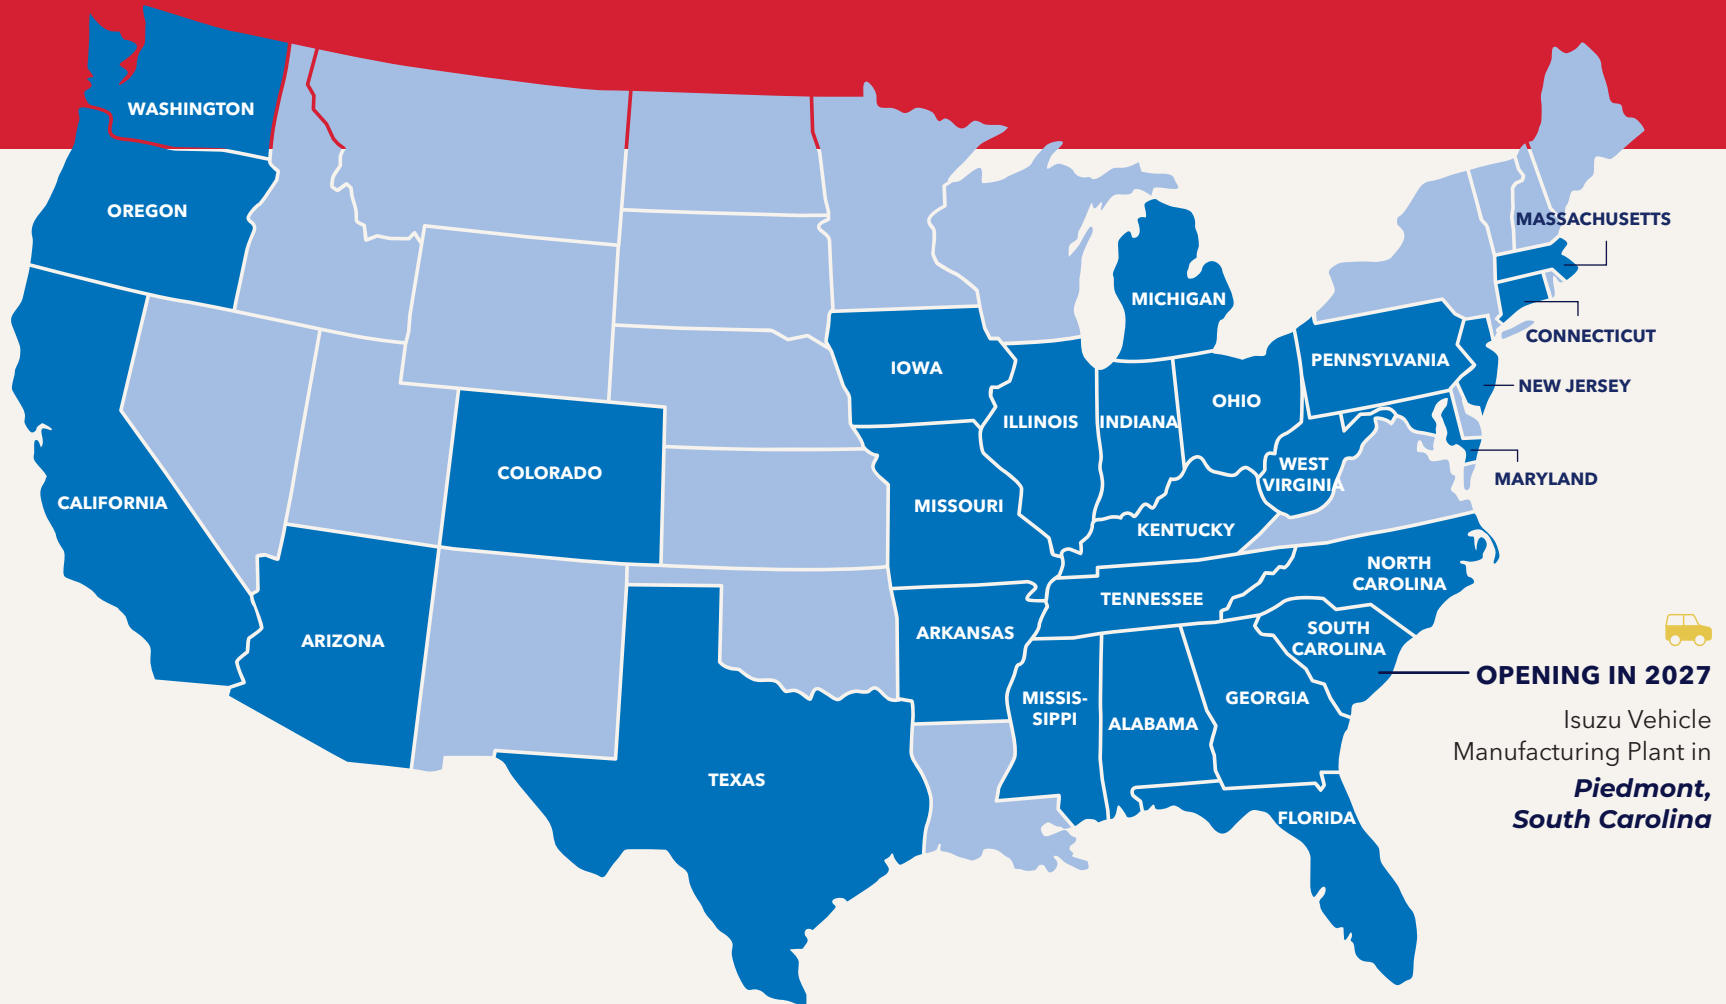 WASHINGTON
OREGON
MASSACHUSETTS
MICHIGAN
CONNECTICUT
PENNSYLVANIA
IOWA
NEW JERSEY
OHIO
ILLINOIS
INDIANA
COLORADO
WEST
VIRGINIA
MARYLAND
CALIFORNIA
MISSOURI
KENTUCKY
NORTH
CAROLINA
TENNESSEE
ARKANSAS
SOUTH
CAROLINA
ARIZONA
OPENING IN 2027
MISSIS-
SIPPI
GEORGIA
ALABAMA
Isuzu Vehicle
Manufacturing Plant in
Piedmont,
South Carolina
TEXAS
FLORIDA